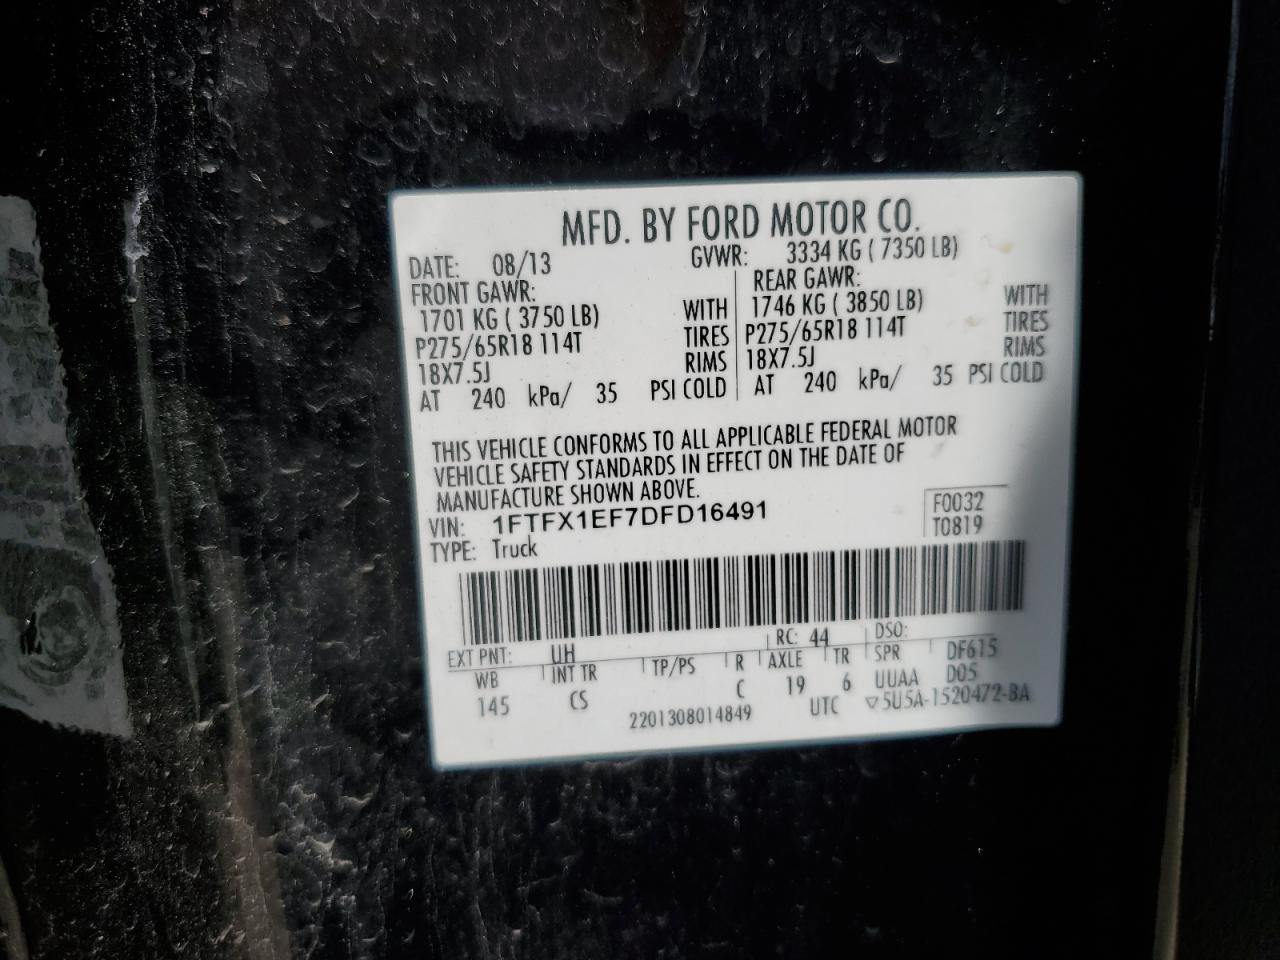 MFD. BY FORD MOTOR CO.
DATE: 08/13 GVWR: 3334 KG ( 7350 LB)
FRONT GAWR: REAR GAWR:
1701 KG ( 3750 LB) WITH 1746 KG ( 3850 LB) WITH
P275/65R18 114T TIRES P275/65R18 114T TIRES
18X7.5J RIMS 18X7.5J RIMS
AT 240 kPa/ 35 PSI COLD AT 240 kPa/ 35 PSI COLD
THIS VEHICLE CONFORMS TO ALL APPLICABLE FEDERAL MOTOR
VEHICLE SAFETY STANDARDS IN EFFECT ON THE DATE OF
MANUFACTURE SHOWN ABOVE.
VIN: 1FTFX1EF7DFD16491 F0032
TYPE: Truck T0819
EXT PNT: UH RC: 44 DSO:
WB INT TR TP/PS R AXLE TR SPR DF615
145 CS C 19 6 UUAA D05
2201308014849 UTC ▽5U5A-1520472-BA